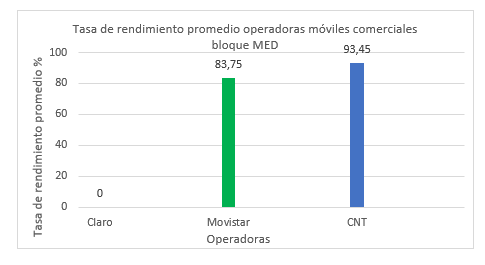 Tasa de rendimiento promedio operadoras móviles comerciales
bloque MED
Tasa de rendimiento promedio %
100
80
60
40
20
0
0
83,75
93,45
Claro
Movistar
CNT
Operadoras